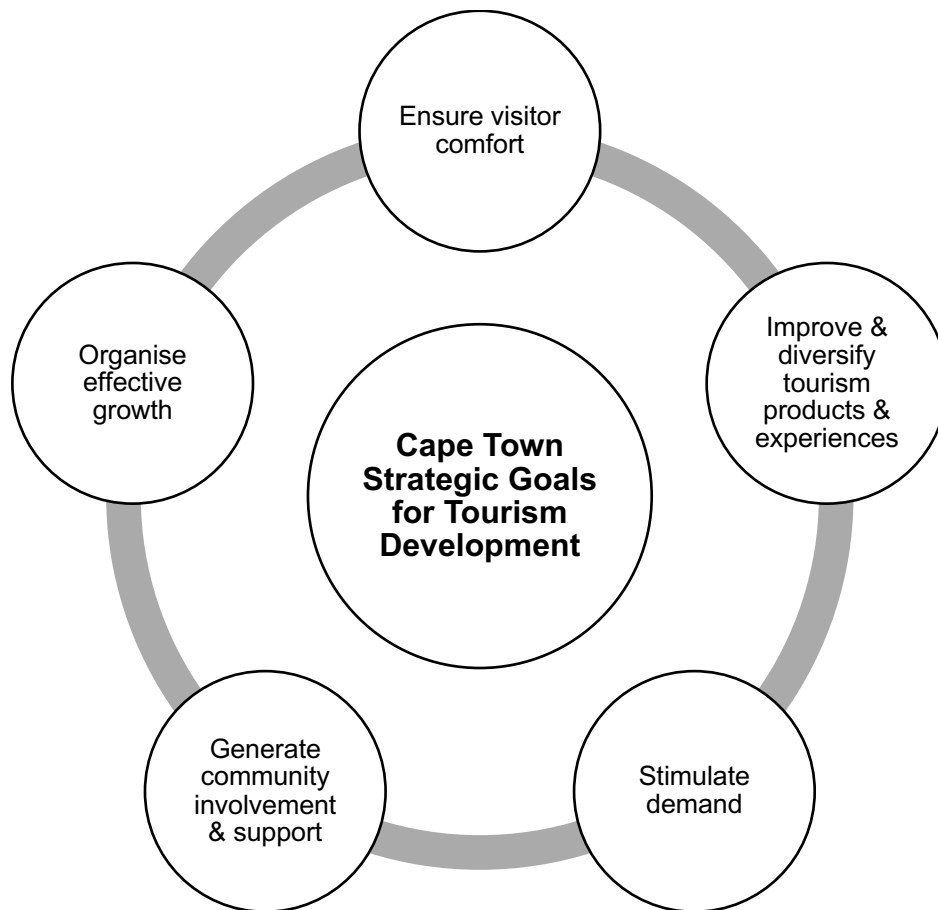 Ensure visitor
comfort
Improve &
diversify
tourism
products &
experiences
Stimulate
demand
Generate
community
involvement
& support
Organise
effective
growth
Cape Town
Strategic Goals
for Tourism
Development